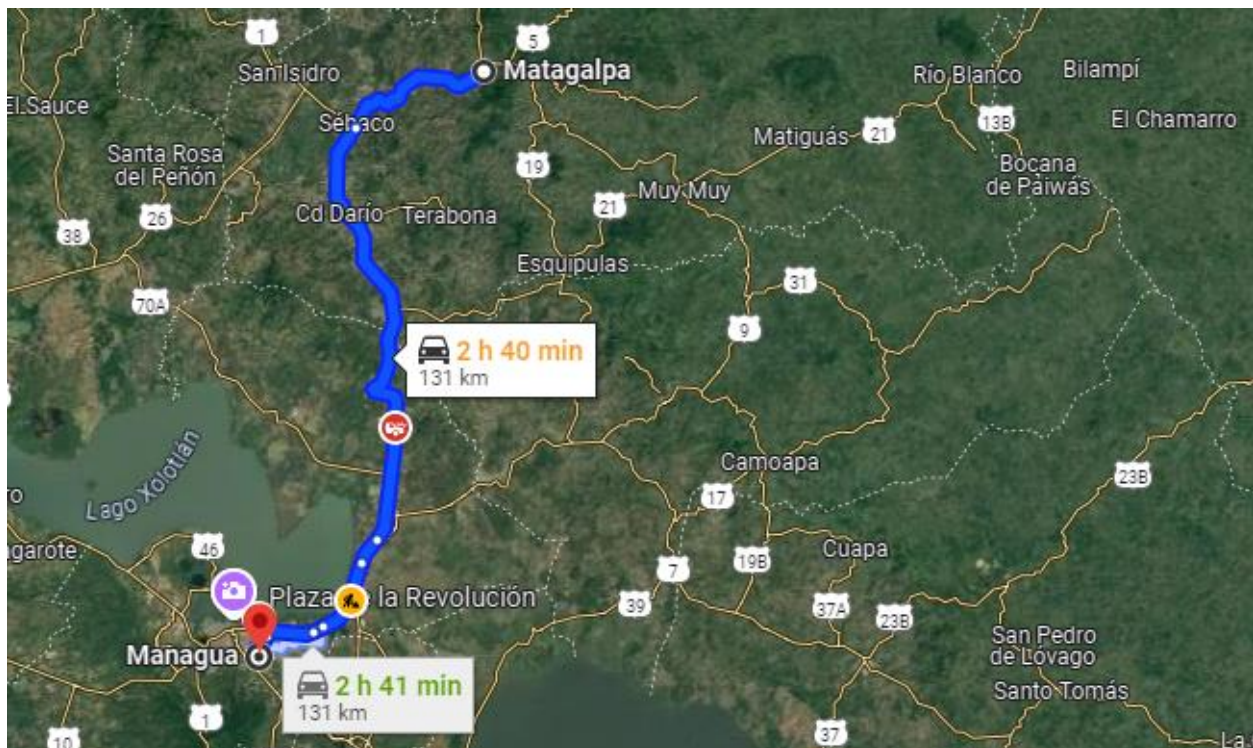 1
5
San Isidro
Matagalpa
Río Blanco
Bilampí
El Sauce
Sébaco
13B
El Chamarro
Matiguás
21
Santa Rosa
del Peñón
19
Bocana
de Paiwas
Muy Muy
26
Cd Darío
Terabona
21
38
Esquipulas
31
70A
9
2 h 40 min
131 km
Lago Xolotlán
Camoapa
23B
17
agarote
46
Cuapa
19B
7
Plaza
la Revolución
39
37A
23B
San Pedro
de Lóvago
Managua
2 h 41 min
131 km
Santo Tomás
1
37
10
La